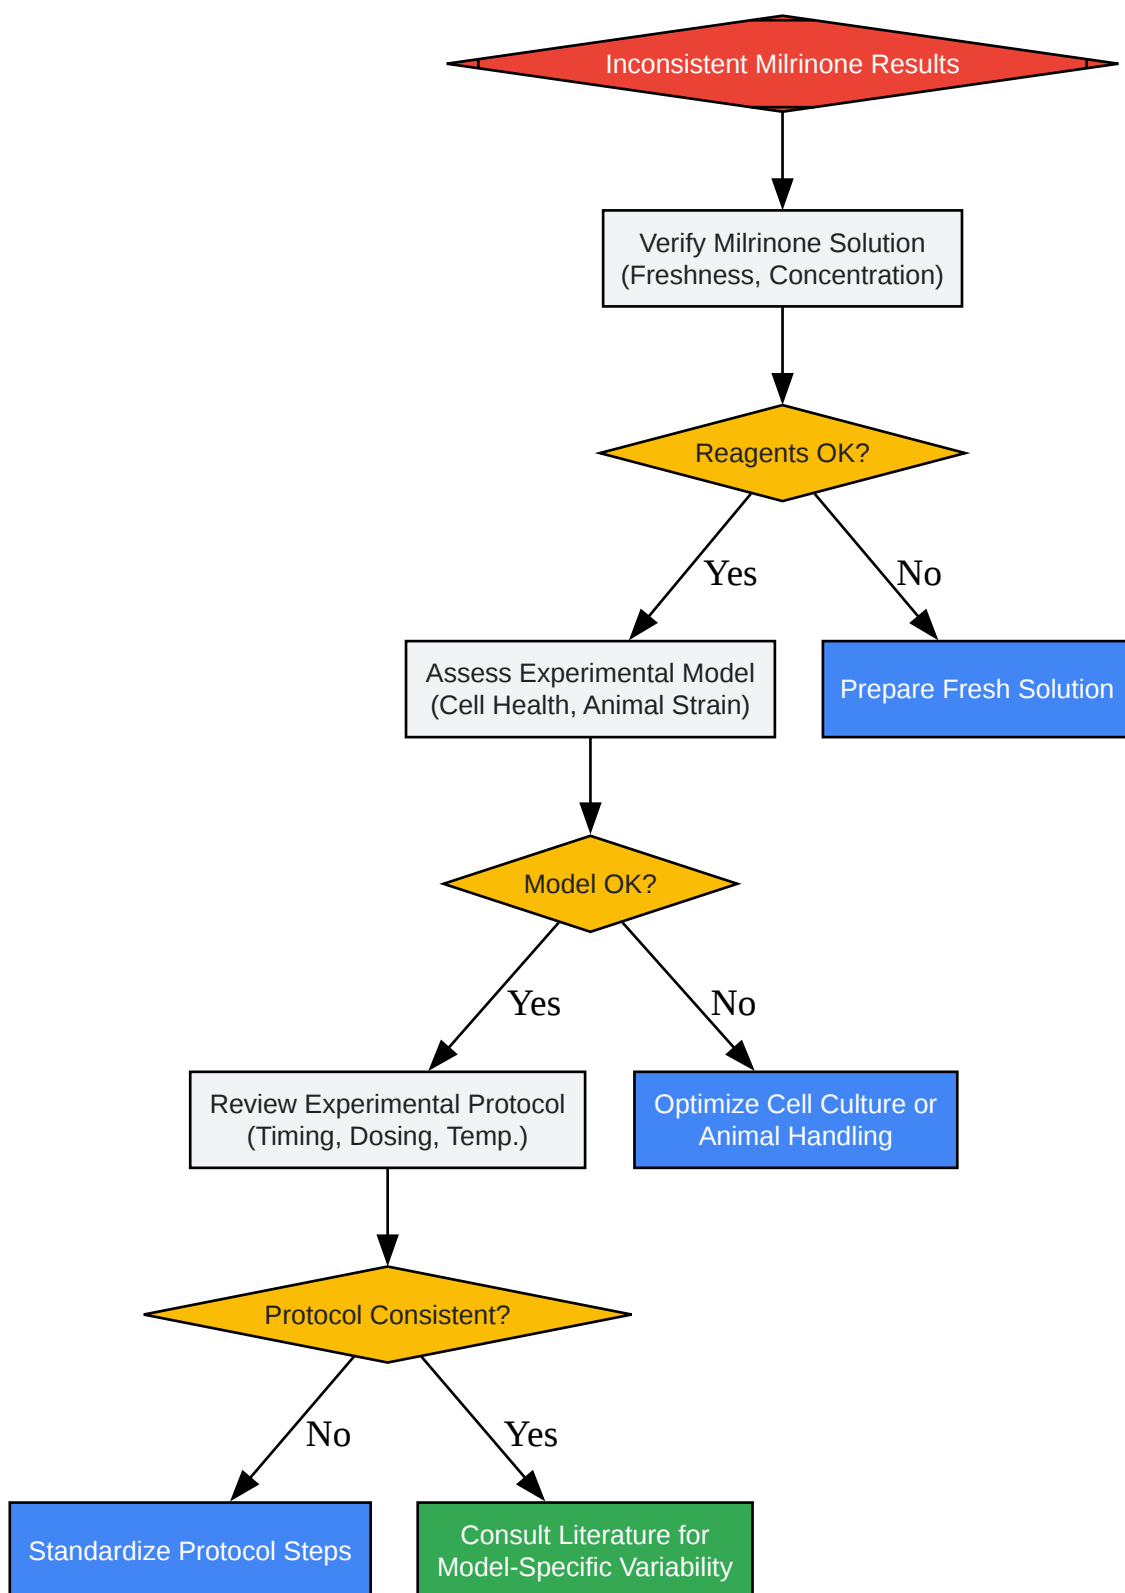 Inconsistent Milrinone Results
Verify Milrinone Solution
(Freshness, Concentration)
Reagents OK?
Yes
No
Assess Experimental Model
(Cell Health, Animal Strain)
Prepare Fresh Solution
Model OK?
Yes
No
Review Experimental Protocol
(Timing, Dosing, Temp.)
Optimize Cell Culture or
Animal Handling
Protocol Consistent?
No
Yes
Standardize Protocol Steps
Consult Literature for
Model-Specific Variability